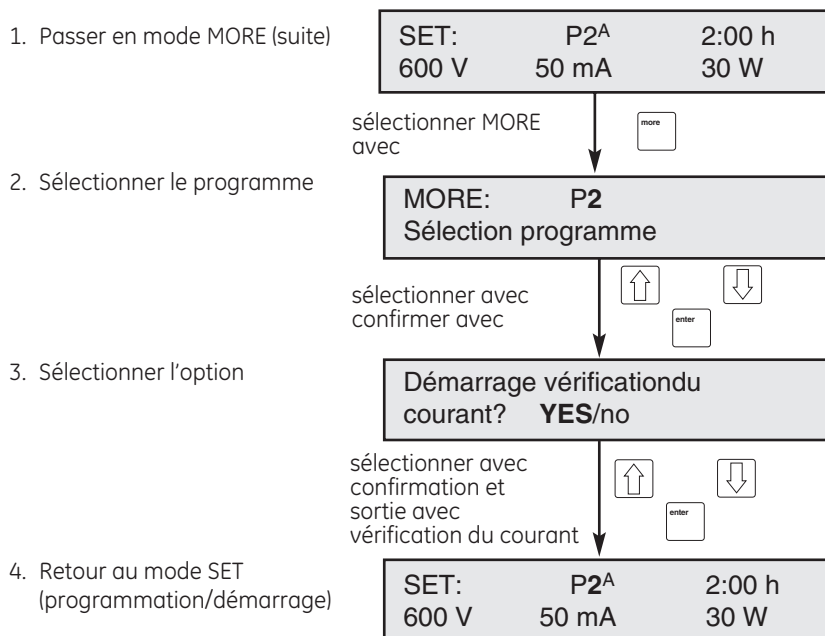 1. Passer en mode MORE (suite)
SET: P2ᴬ 2:00 h
600 V 50 mA 30 W
sélectionner MORE
avec
more
2. Sélectionner le programme
MORE: P2
Sélection programme
sélectionner avec
confirmer avec
enter
3. Sélectionner l'option
Démarrage vérificationdu
courant? YES/no
sélectionner avec
confirmation et
sortie avec
vérification du courant
enter
4. Retour au mode SET
(programmation/démarrage)
SET: P2ᴬ 2:00 h
600 V 50 mA 30 W